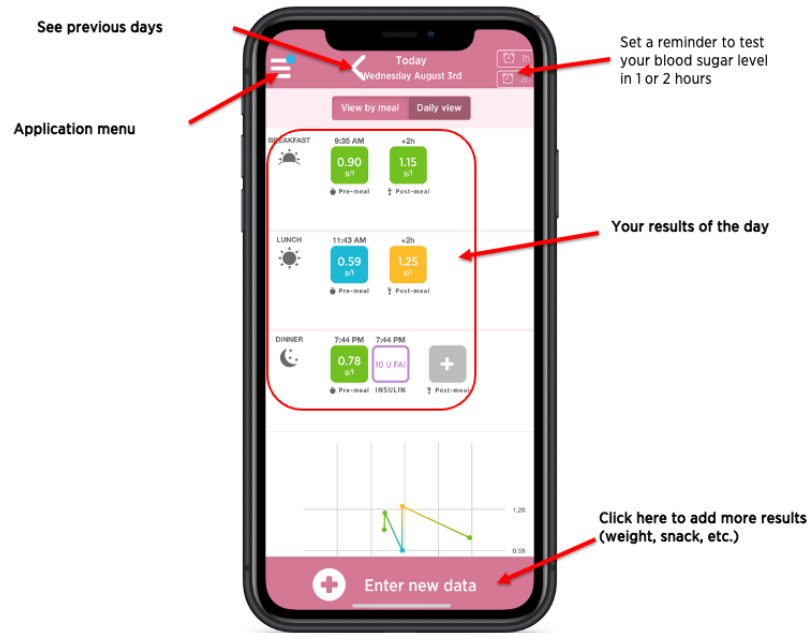 See previous days
Today
Wednesday August 3rd
1h
2h
Set a reminder to test
your blood sugar level
in 1 or 2 hours
Application menu
View by meal Daily view
BREAKFAST 9:35 AM +2h
0.90 1.15
g/l g/l
Pre-meal Post-meal
Your results of the day
LUNCH 11:43 AM +2h
0.59 1.25
g/l g/l
Pre-meal Post-meal
DINNER 7:44 PM 7:44 PM
0.78 10 U FAI +
g/l
Pre-meal INSULIN Post-meal
1.20
0.59
Click here to add more results
(weight, snack, etc.)
+ Enter new data